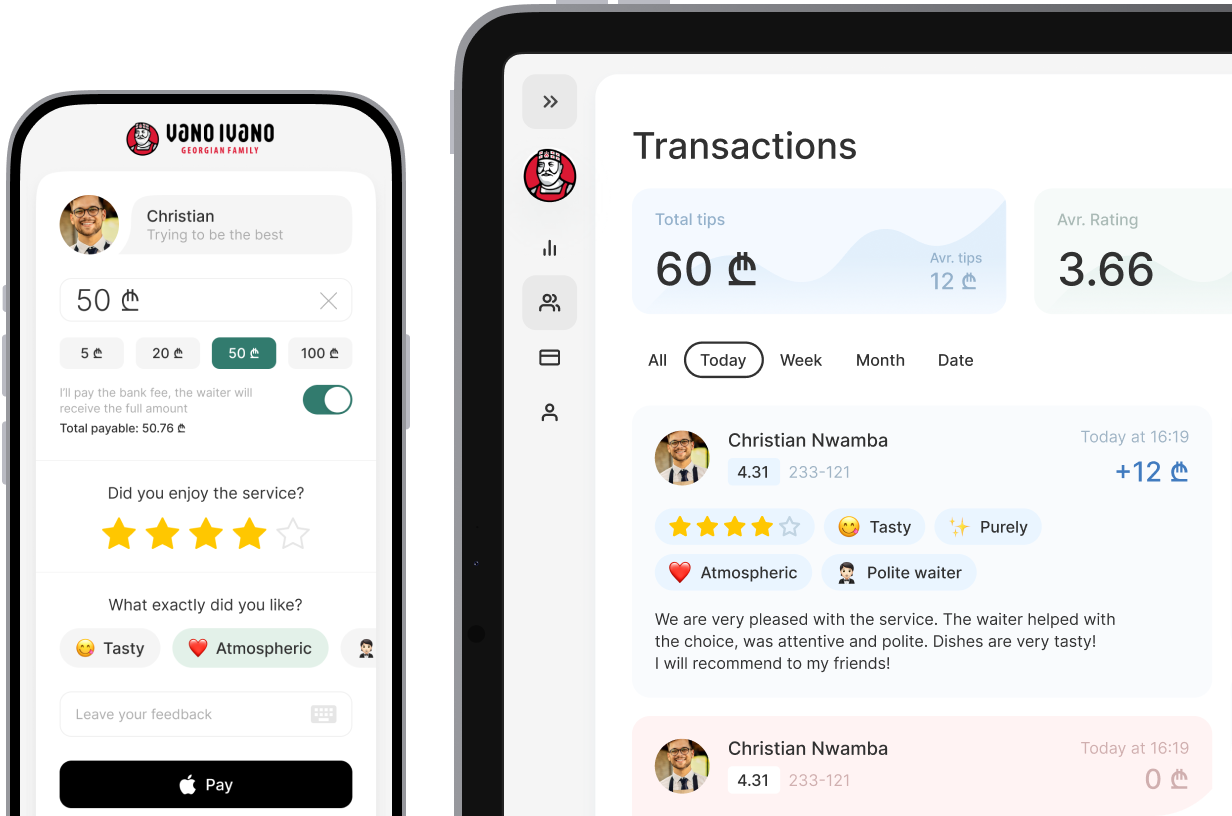 VANO IVANO
GEORGIAN FAMILY
Christian
Trying to be the best
50 ₾
5 ₾
20 ₾
50 ₾
100 ₾
I'll pay the bank fee, the waiter will
receive the full amount
Total payable: 50.76 ₾
Did you enjoy the service?
What exactly did you like?
😋 Tasty
❤️ Atmospheric
Leave your feedback
Pay
Transactions
Total tips
60 ₾
Avr. tips
12 ₾
Avr. Rating
3.66
All
Today
Week
Month
Date
Christian Nwamba
4.31
233-121
Today at 16:19
+12 ₾
😋 Tasty
✨ Purely
❤️ Atmospheric
Polite waiter
We are very pleased with the service. The waiter helped with
the choice, was attentive and polite. Dishes are very tasty!
I will recommend to my friends!
Christian Nwamba
4.31
233-121
Today at 16:19
0 ₾